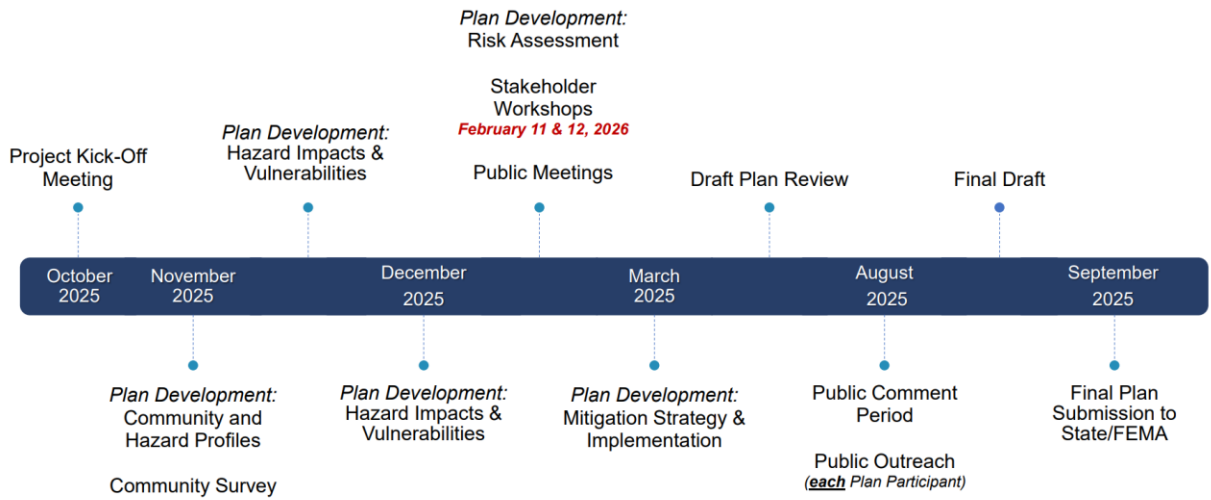 Plan Development:
Risk Assessment
Stakeholder
Workshops
February 11 & 12, 2026
Public Meetings
Plan Development:
Hazard Impacts &
Vulnerabilities
Project Kick-Off
Meeting
Draft Plan Review
Final Draft
October
2025
November
2025
December
2025
March
2025
August
2025
September
2025
Plan Development:
Community and
Hazard Profiles
Community Survey
Plan Development:
Hazard Impacts &
Vulnerabilities
Plan Development:
Mitigation Strategy &
Implementation
Public Comment
Period
Public Outreach
(each Plan Participant)
Final Plan
Submission to
State/FEMA